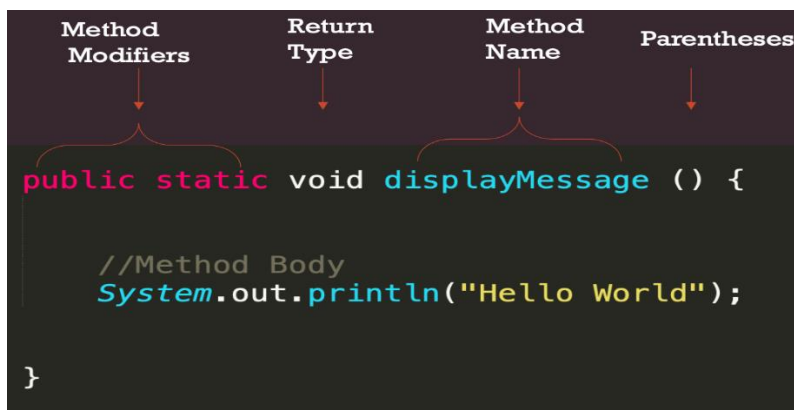 Method Return Method Parentheses
Modifiers Type Name
public static void displayMessage () {
//Method Body
System.out.println("Hello World");
}